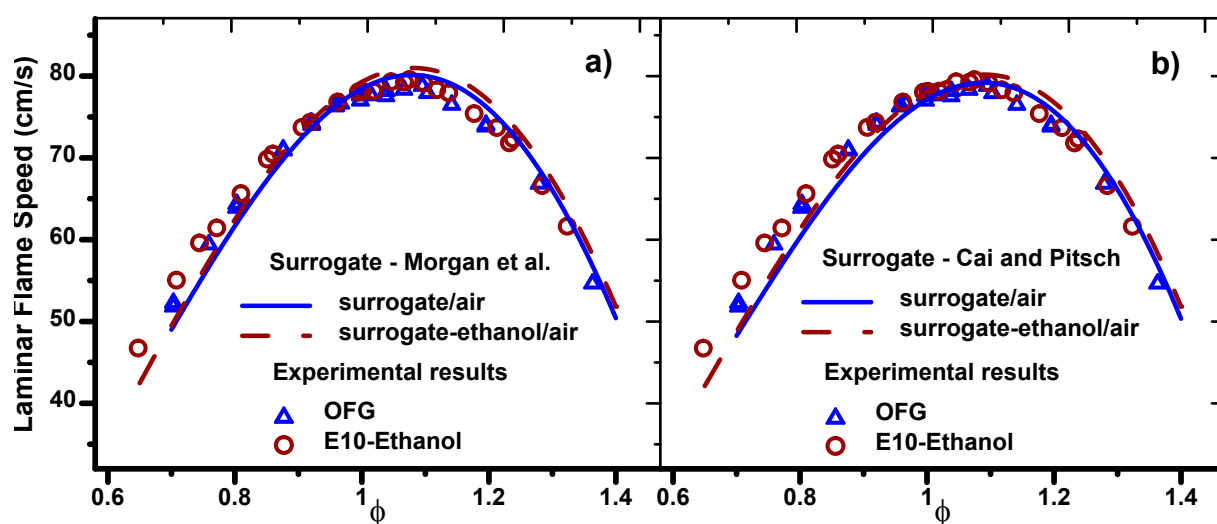 Laminar Flame Speed (cm/s)
80
70
60
50
40
a)
Surrogate - Morgan et al.
surrogate/air
surrogate-ethanol/air
Experimental results
OFG
E10-Ethanol
0.6 0.8 1 1.2 1.4
ϕ
b)
Surrogate - Cai and Pitsch
surrogate/air
surrogate-ethanol/air
Experimental results
OFG
E10-Ethanol
0.6 0.8 1 1.2 1.4
ϕ